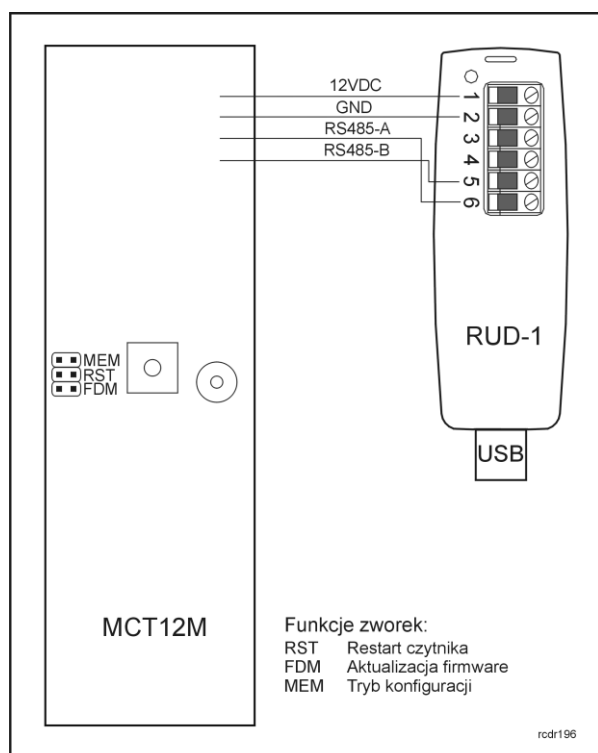 12VDC
GND
RS485-A
RS485-B
1
2
3
4
5
6
RUD-1
USB
MEM
RST
FDM
MCT12M
Funkcje zworek:
RST Restart czytnika
FDM Aktualizacja firmware
MEM Tryb konfiguracji
rcdr196